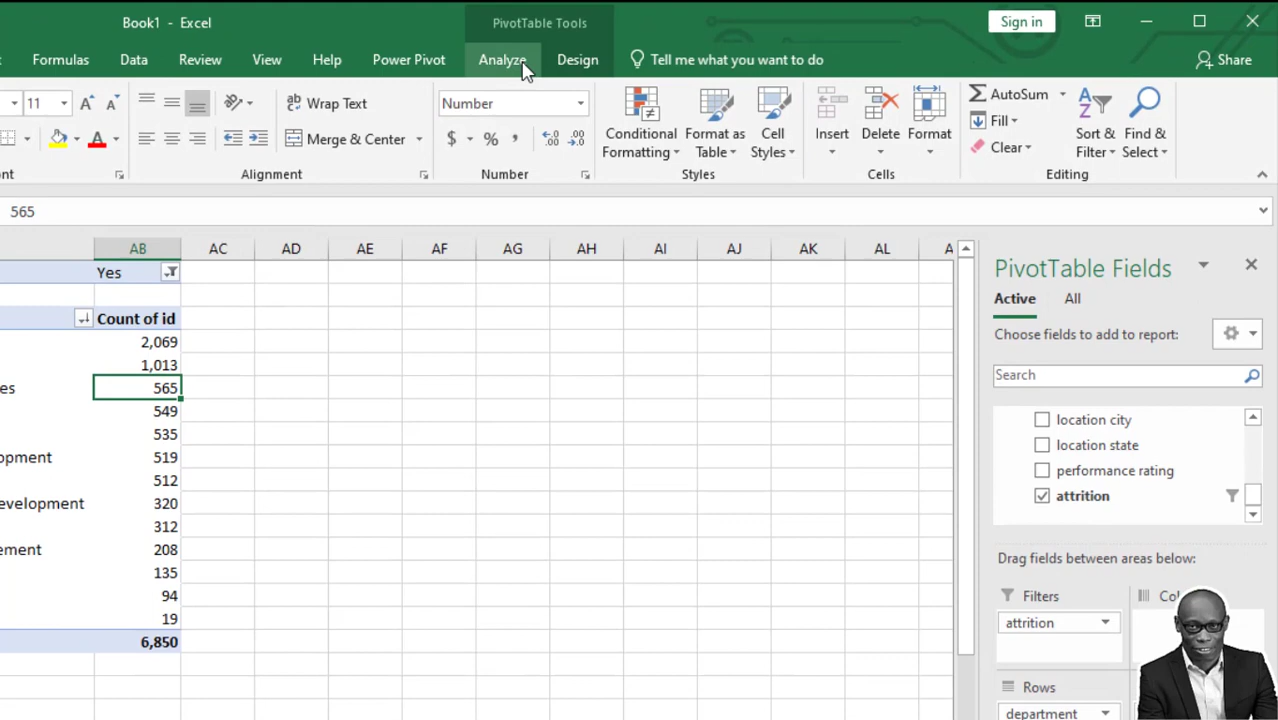 Book1 - Excel
PivotTable Tools
Sign in
Formulas
Data
Review
View
Help
Power Pivot
Analyze
Design
Tell me what you want to do
Share
11
Wrap Text
Number
Merge & Center
$ % ,
Conditional Formatting
Format as Table
Cell Styles
Insert
Delete
Format
AutoSum
Fill
Clear
Sort & Filter
Find & Select
Alignment
Number
Styles
Cells
Editing
565
AB AC AD AE AF AG AH AI AJ AK AL
Yes
Count of id
2,069
1,013
565
549
535
519
512
320
312
208
135
94
19
6,850
PivotTable Fields
Active
All
Choose fields to add to report:
Search
location city
location state
performance rating
attrition
Drag fields between areas below:
Filters
attrition
Rows
department